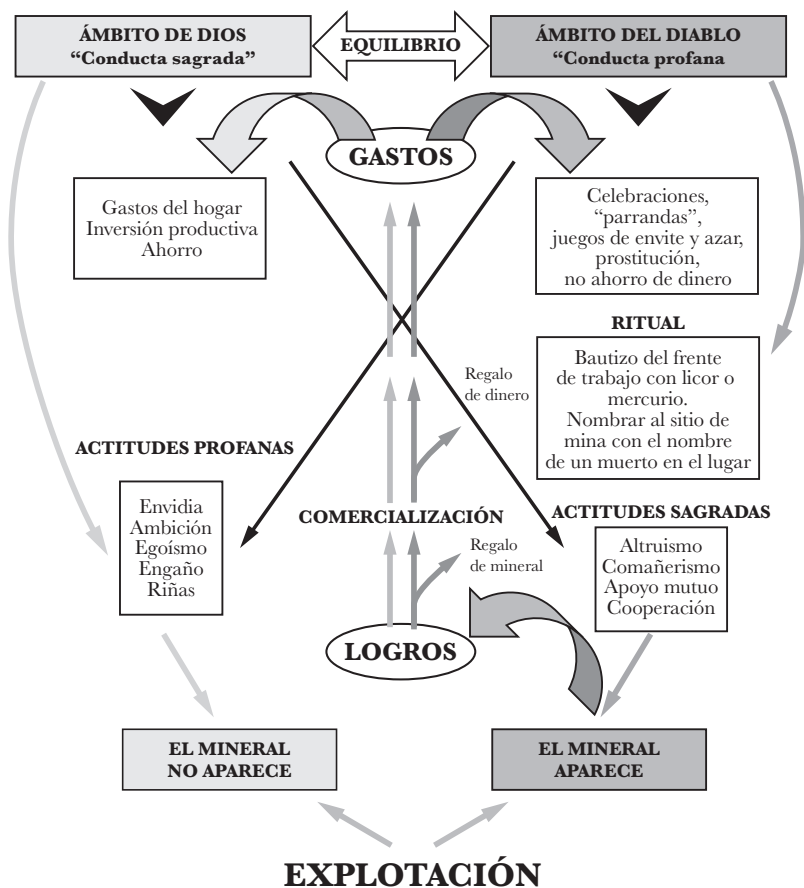 ÁMBITO DE DIOS
“Conducta sagrada”
EQUILIBRIO
ÁMBITO DEL DIABLO
“Conducta profana
GASTOS
Gastos del hogar
Inversión productiva
Ahorro
Celebraciones,
“parrandas”,
juegos de envite y azar,
prostitución,
no ahorro de dinero
RITUAL
Bautizo del frente
de trabajo con licor o
mercurio.
Nombrar al sitio de
mina con el nombre
de un muerto en el lugar
Regalo
de dinero
ACTITUDES PROFANAS
Envidia
Ambición
Egoísmo
Engaño
Riñas
COMERCIALIZACIÓN
ACTITUDES SAGRADAS
Altruismo
Comañerismo
Apoyo mutuo
Cooperación
Regalo
de mineral
LOGROS
EL MINERAL
NO APARECE
EL MINERAL
APARECE
EXPLOTACIÓN